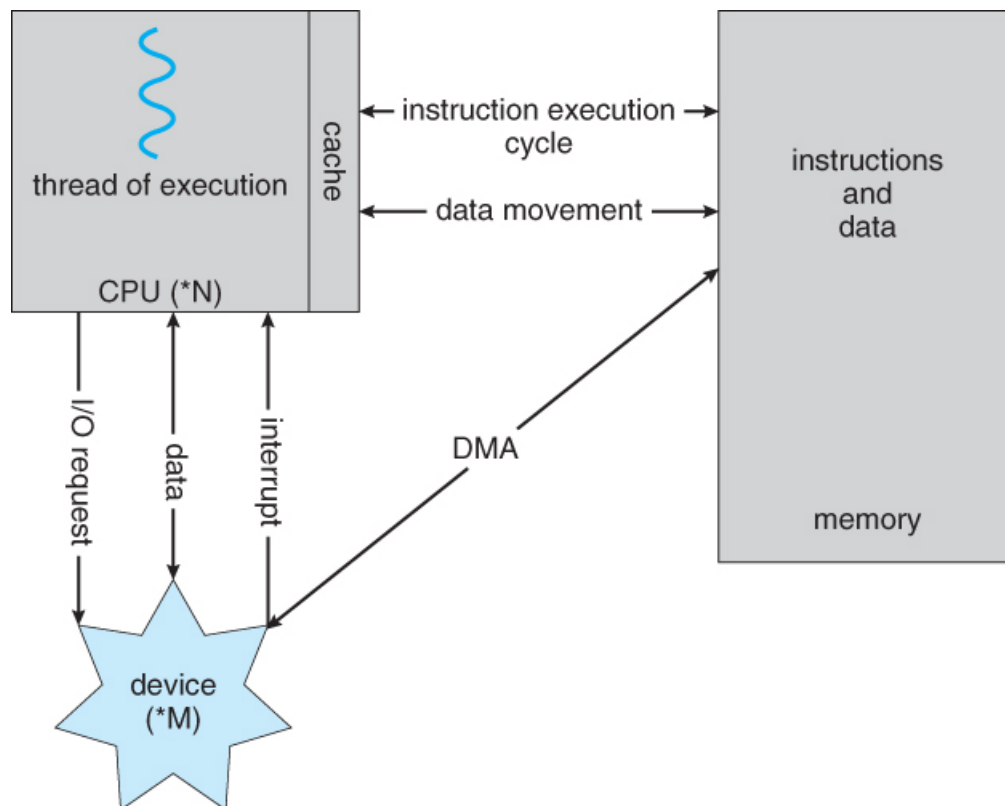 thread of execution
CPU (*N)
cache
instruction execution
cycle
data movement
instructions
and
data
memory
I/O request
data
interrupt
DMA
device
(*M)